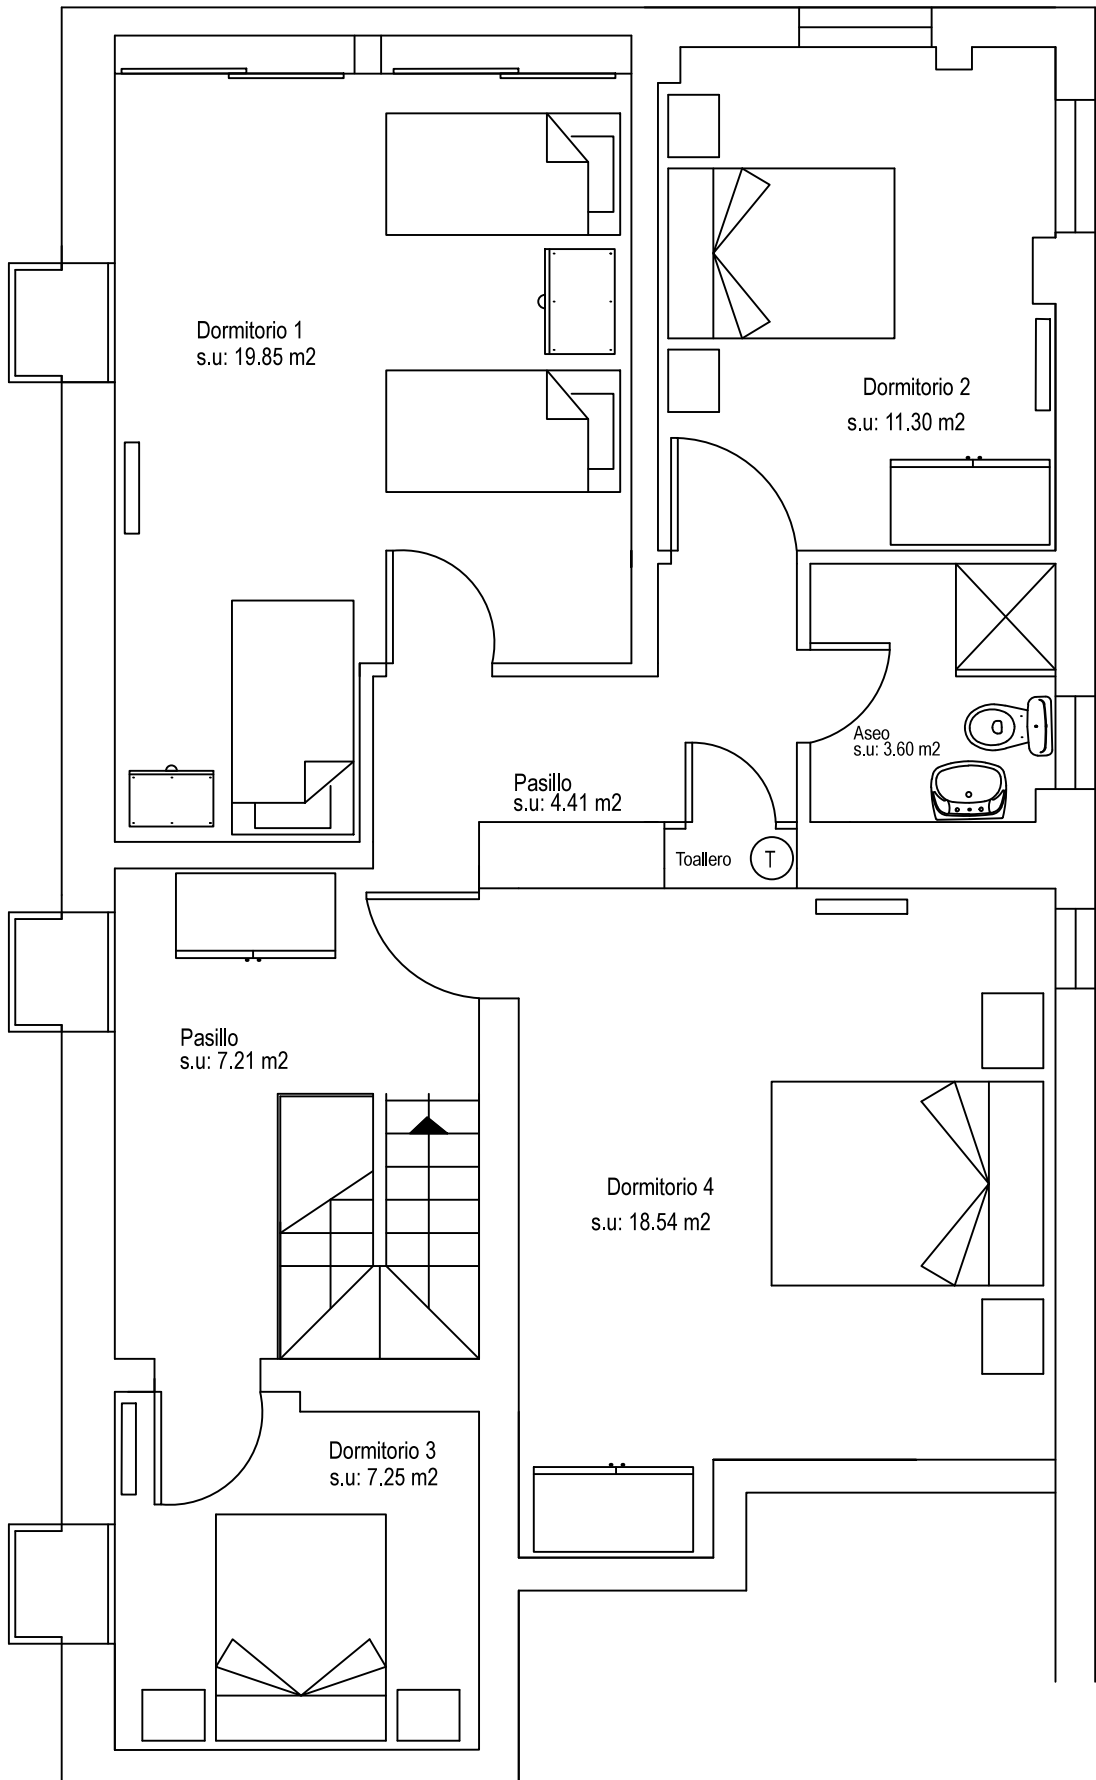 Dormitorio 1
s.u: 19.85 m2
Dormitorio 2
s.u: 11.30 m2
Aseo
s.u: 3.60 m2
Pasillo
s.u: 4.41 m2
Toallero
T
Pasillo
s.u: 7.21 m2
Dormitorio 4
s.u: 18.54 m2
Dormitorio 3
s.u: 7.25 m2